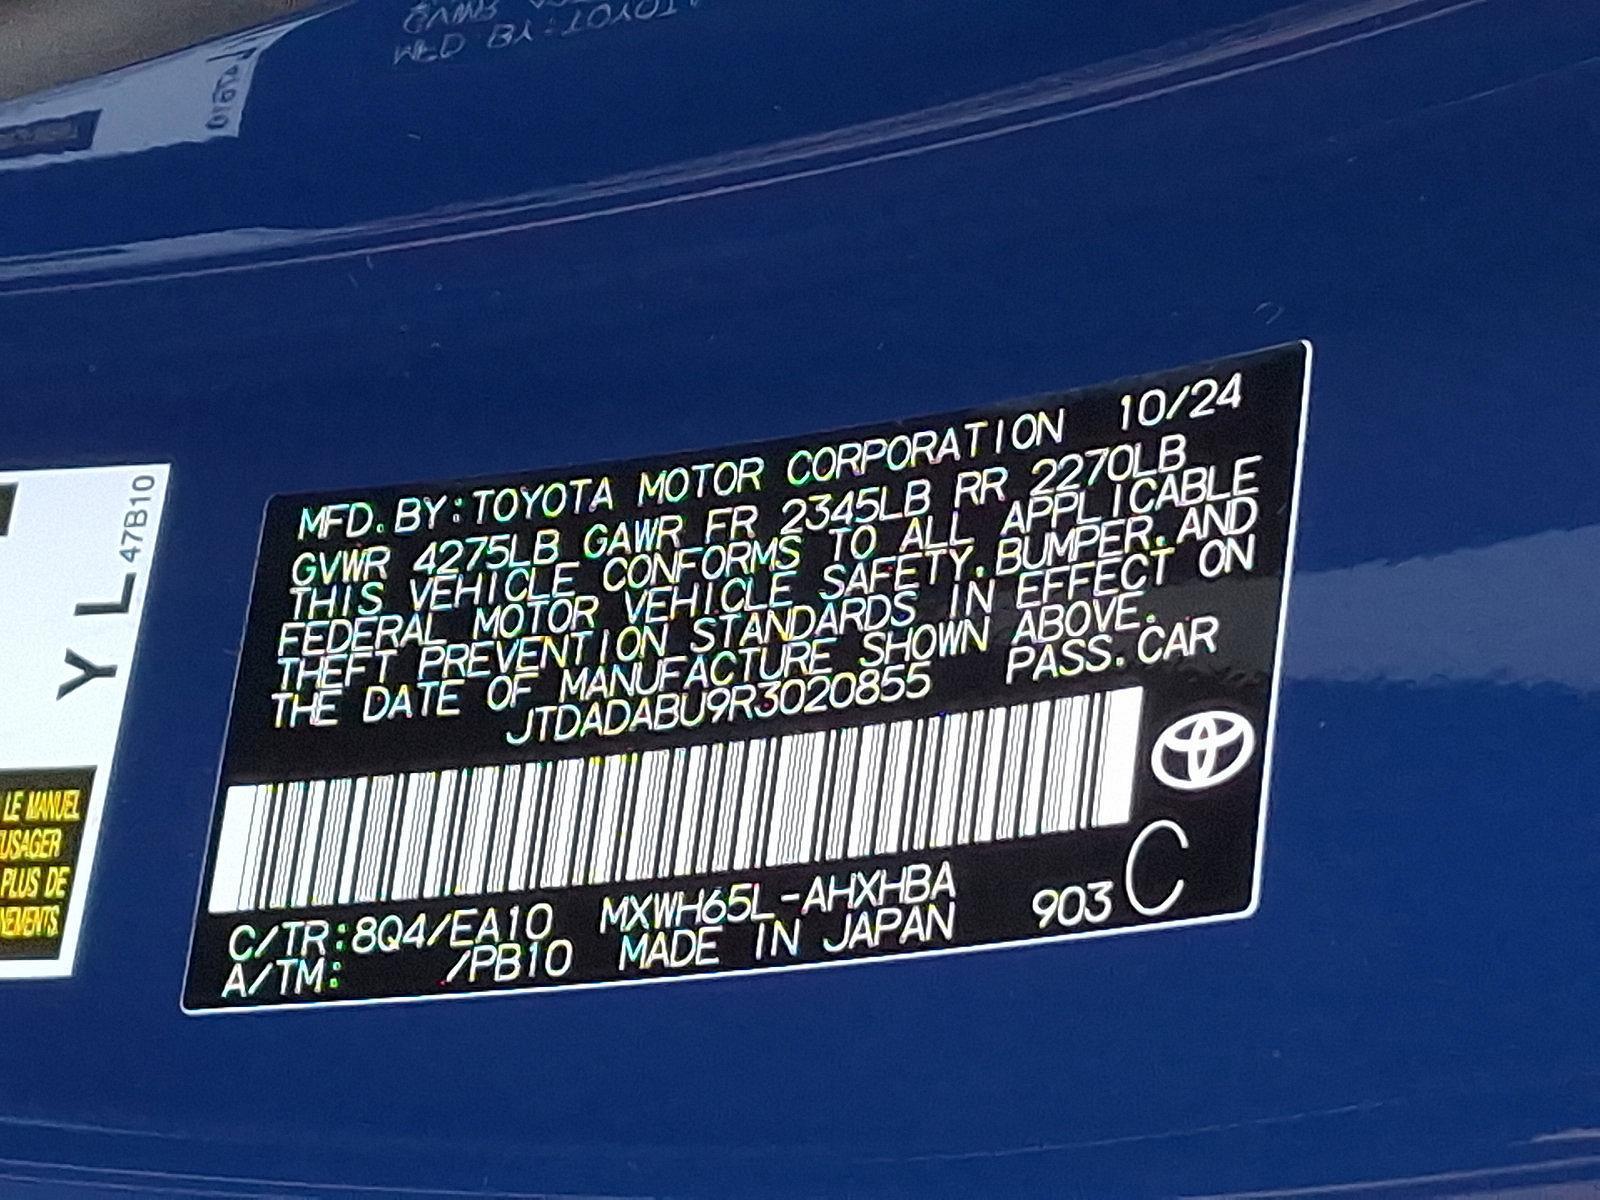 MFD. BY: TOYOTA MOTOR CORPORATION 10/24
GVWR 4275LB GAWR FR 2345LB RR 2270LB
THIS VEHICLE CONFORMS TO ALL APPLICABLE
FEDERAL MOTOR VEHICLE SAFETY, BUMPER, AND
THEFT PREVENTION STANDARDS IN EFFECT ON
THE DATE OF MANUFACTURE SHOWN ABOVE.
JTDADABU9R3020855 PASS. CAR
C/TR: 8Q4/EA10 MXWH65L-AHXHBA
A/TM: /PB10 MADE IN JAPAN 903 C
Y L 47B10
LE MANUEL
PLUS DE